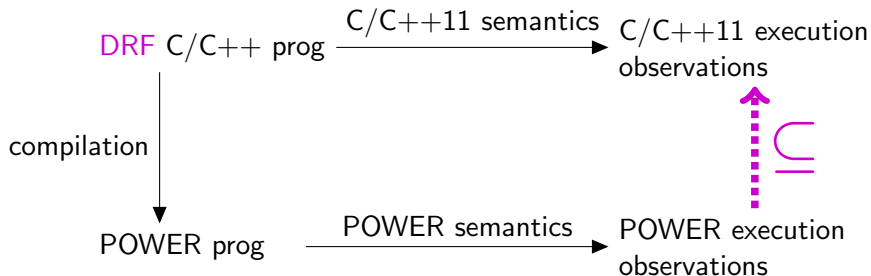 DRF C/C++ prog
C/C++11 semantics
C/C++11 execution
observations
compilation
⊆
POWER prog
POWER semantics
POWER execution
observations